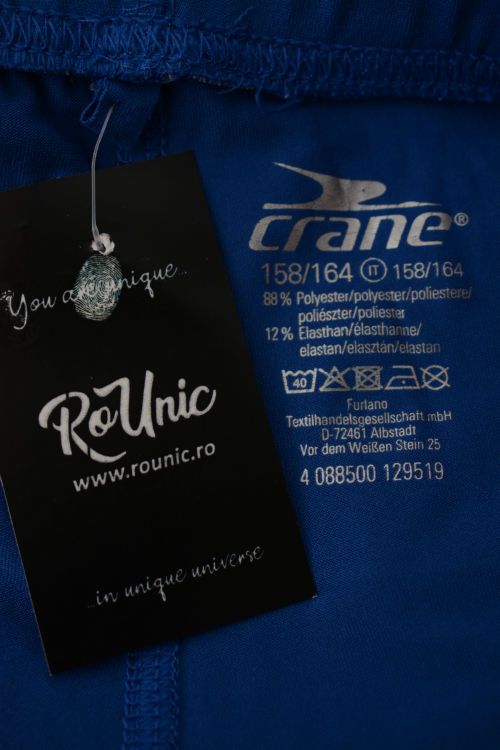 You are unique...
RoUnic
www.rounic.ro
...in unique universe
crane®
158/164 IT 158/164
88% Polyester/polyester/poliestere/
poliészter/poliester
12% Elasthan/élasthanne/
elastan/elasztán/elastan
40
Furlano
Textilhandelsgesellschaft mbH
D-72461 Albstadt
Vor dem Weißen Stein 25
4 088500 129519